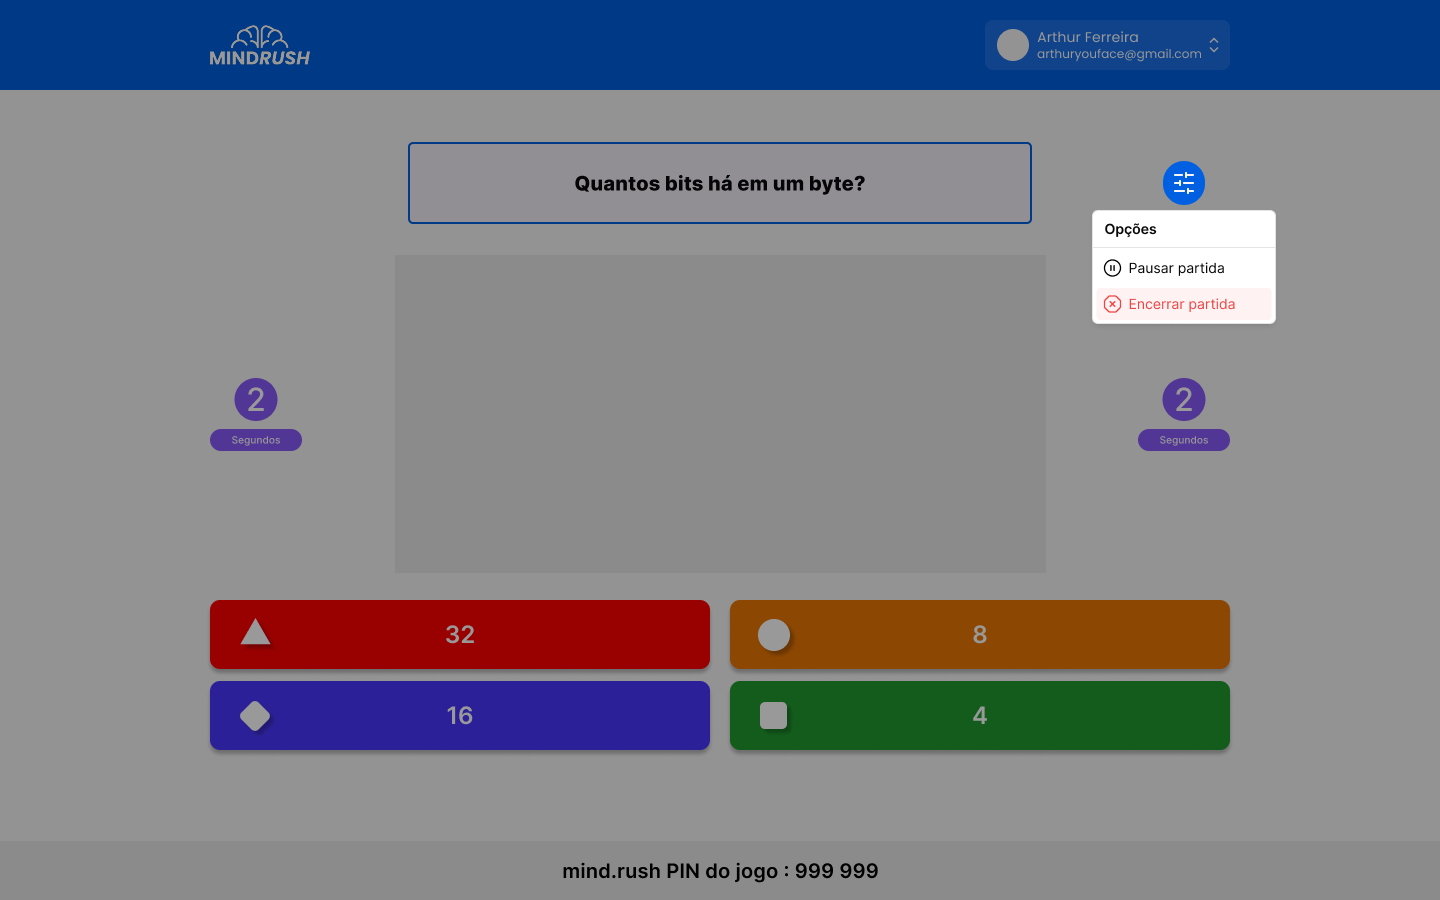 MINDRUSH
Arthur Ferreira
arthuryouface@gmail.com
Quantos bits há em um byte?
Opções
Pausar partida
Encerrar partida
2
Segundos
2
Segundos
32
8
16
4
mind.rush PIN do jogo : 999 999